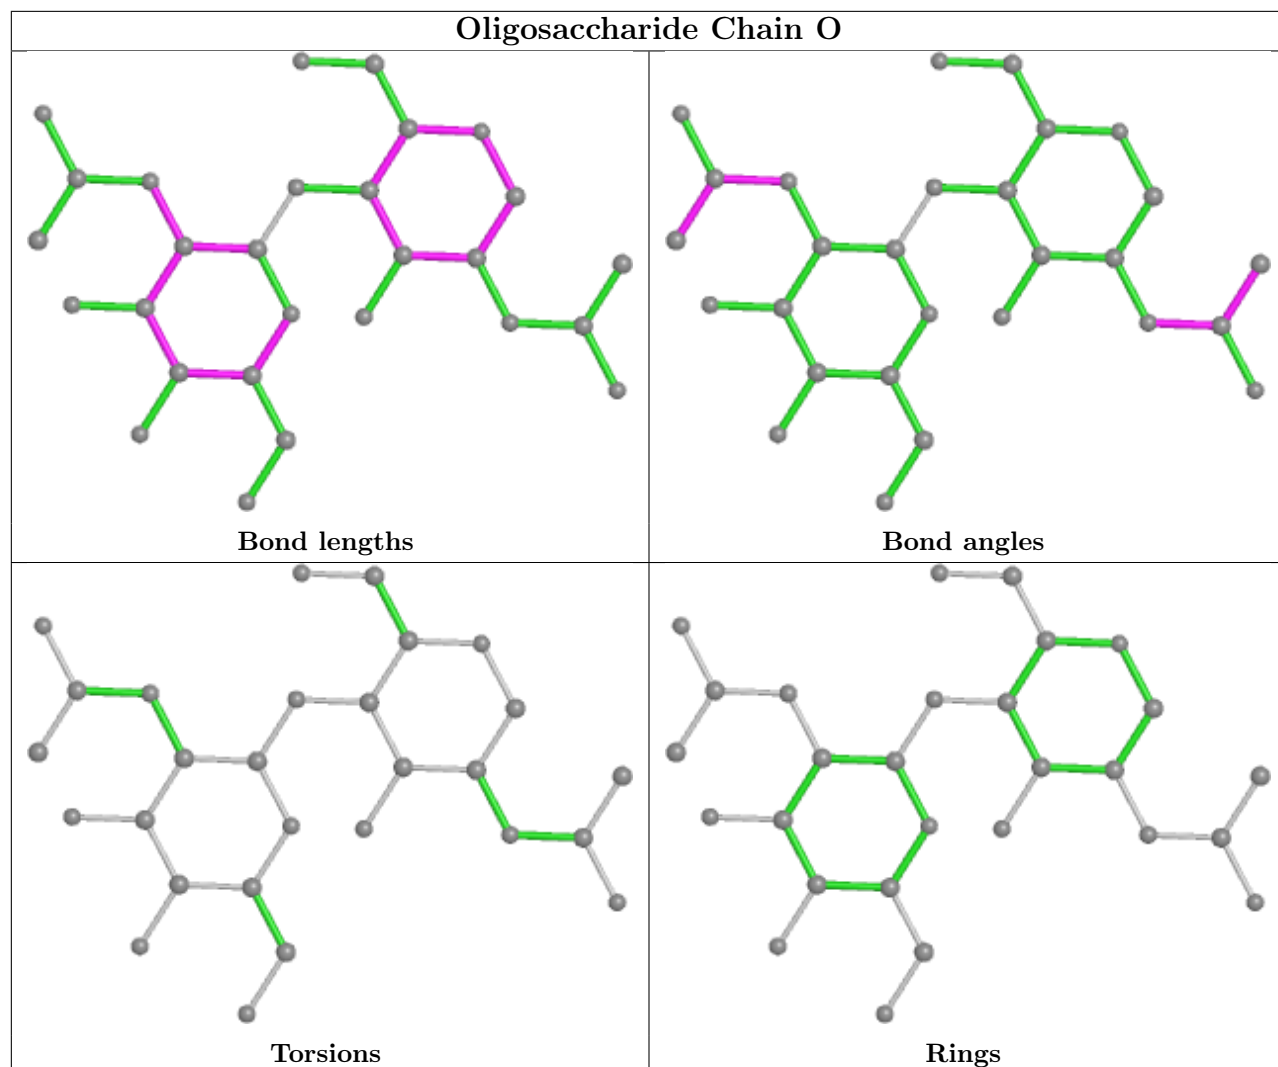 Oligosaccharide Chain O
Bond lengths
Bond angles
Torsions
Rings